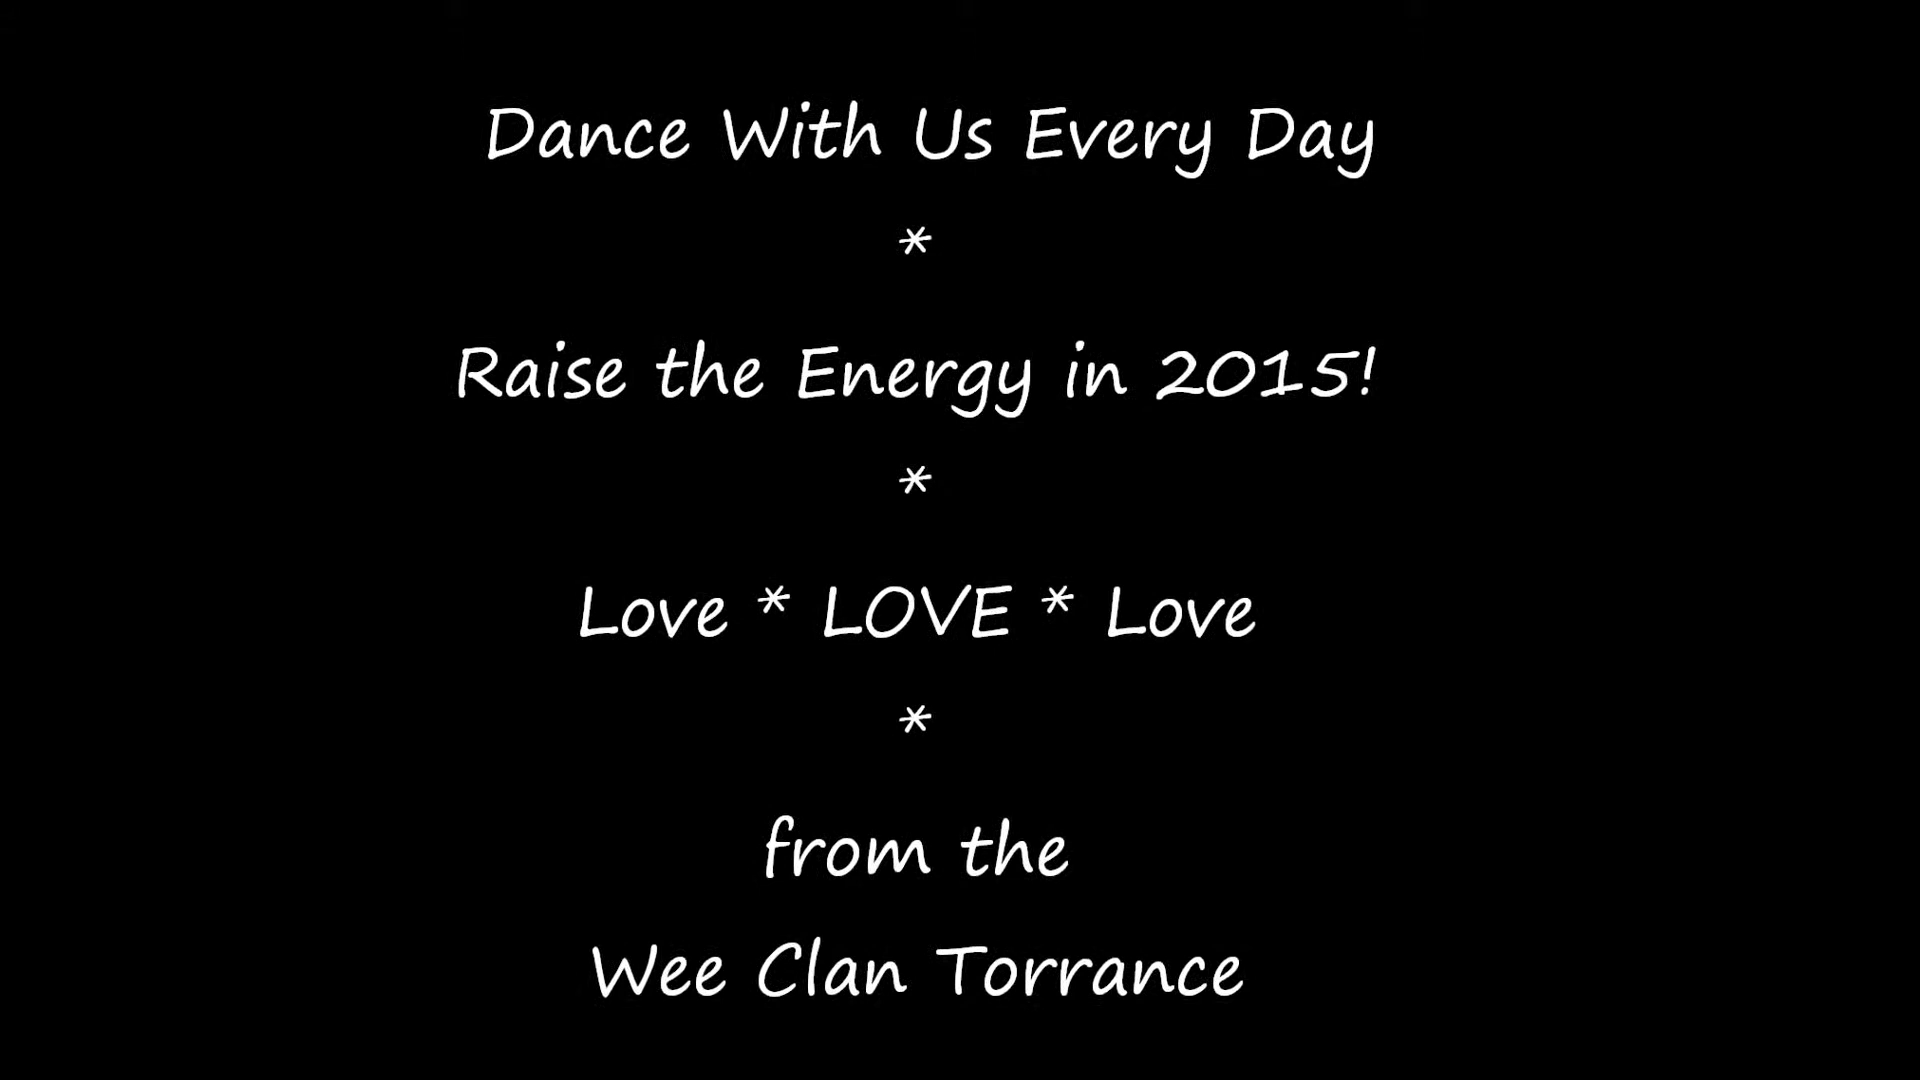 Dance With Us Every Day
*
Raise the Energy in 2015!
*
Love * LOVE * Love
*
from the
Wee Clan Torrance